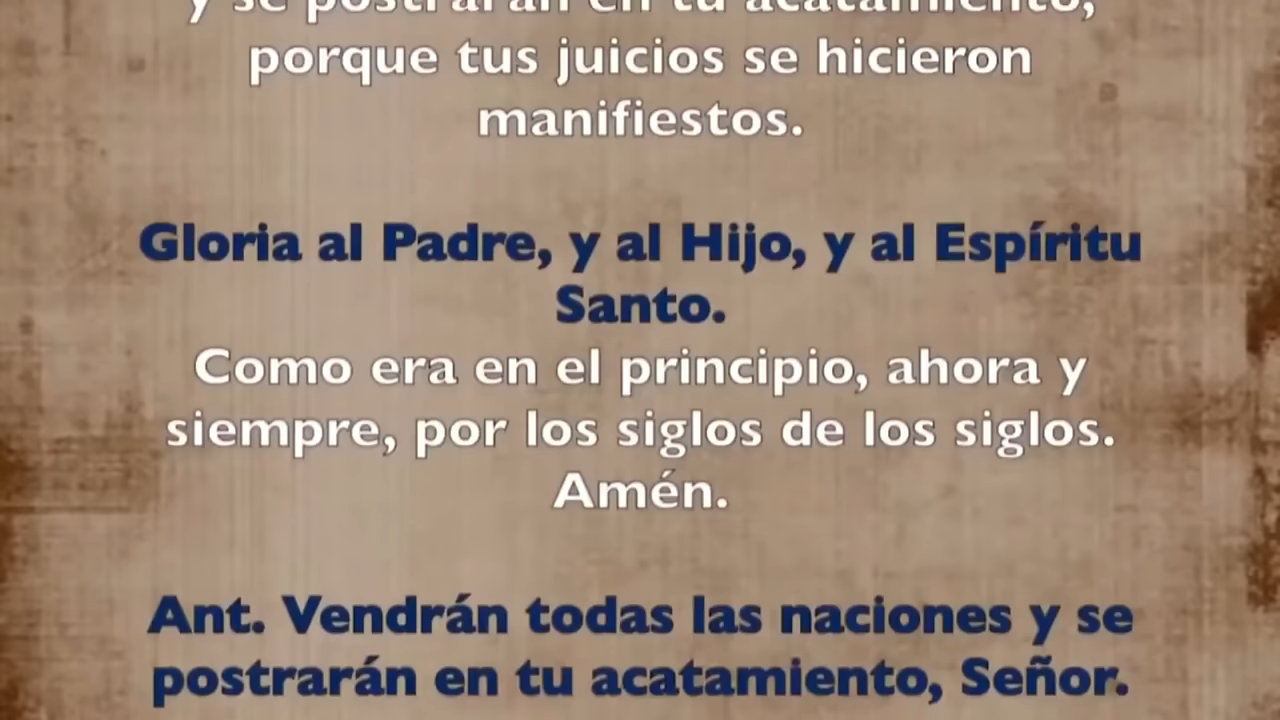 y se postrarán en tu acatamiento,
porque tus juicios se hicieron
manifiestos.
Gloria al Padre, y al Hijo, y al Espíritu
Santo.
Como era en el principio, ahora y
siempre, por los siglos de los siglos.
Amén.
Ant. Vendrán todas las naciones y se
postrarán en tu acatamiento, Señor.